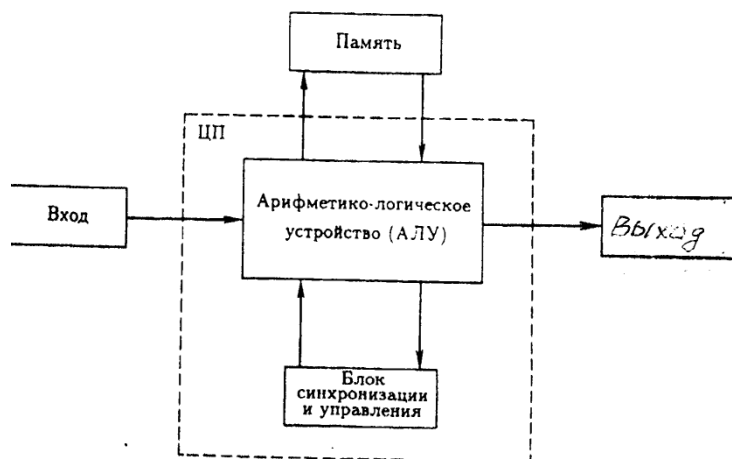 Память
ЦП
Вход
Арифметико-логическое
устройство (АЛУ)
Выход
Блок
синхронизации
и управления